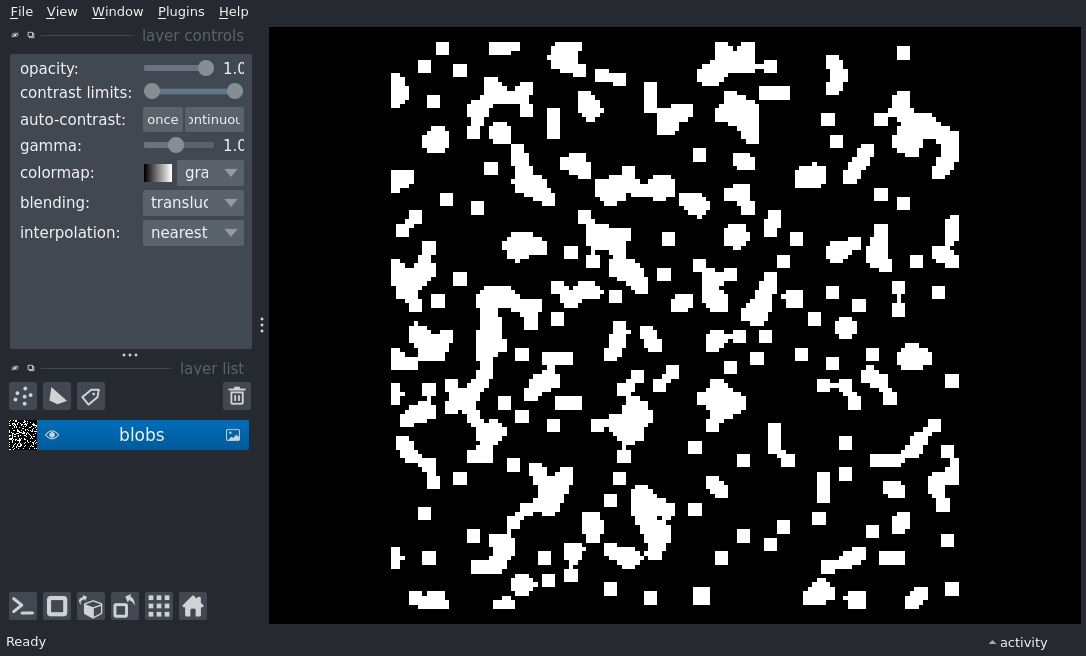 File View Window Plugins Help
layer controls
opacity: 1.0
contrast limits:
auto-contrast: once ontinuou
gamma: 1.0
colormap: gra
blending: transluc
interpolation: nearest
layer list
blobs
Ready
activity